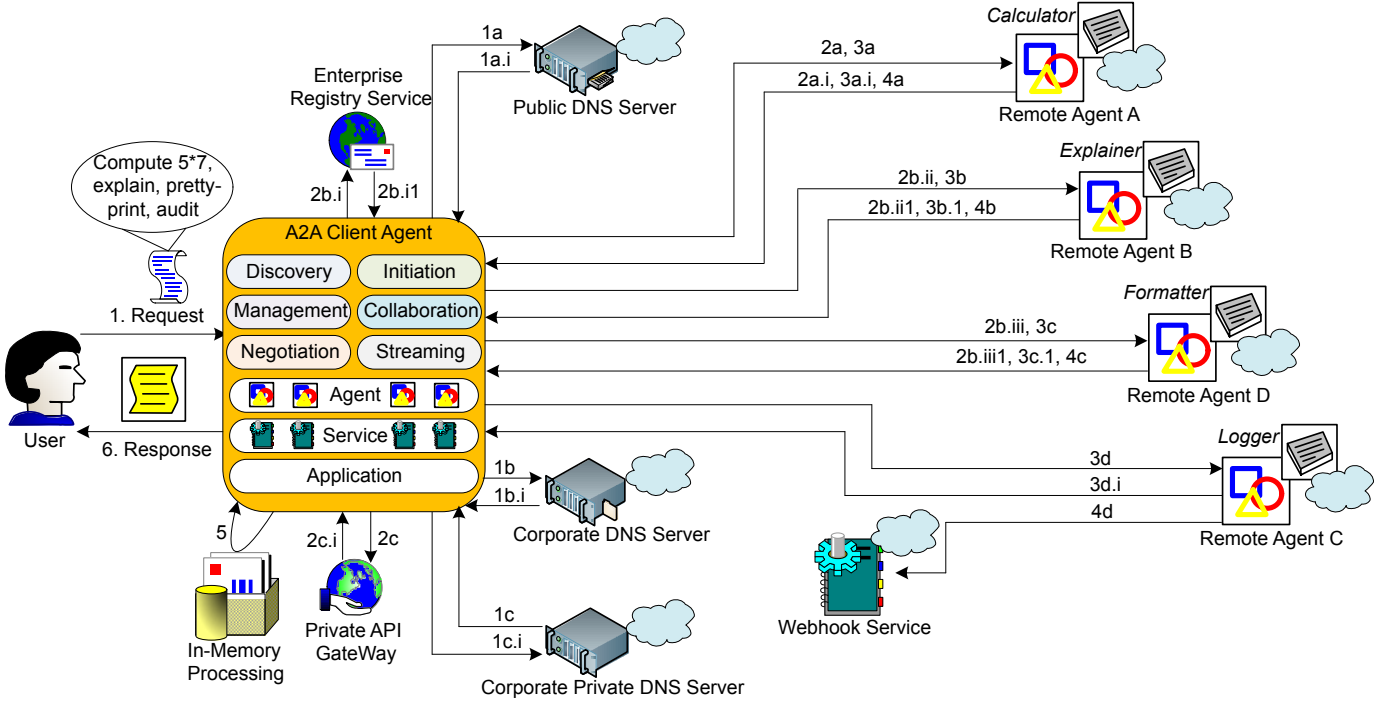 1a
1a.i
Public DNS Server
Enterprise
Registry Service
2b.i
2b.i1
Compute 5*7,
explain, pretty-
print, audit
1. Request
User
6. Response
A2A Client Agent
Discovery
Initiation
Management
Collaboration
Negotiation
Streaming
Agent
Service
Application
Calculator
2a, 3a
2a.i, 3a.i, 4a
Remote Agent A
Explainer
2b.ii, 3b
2b.ii1, 3b.1, 4b
Remote Agent B
Formatter
2b.iii, 3c
2b.iii1, 3c.1, 4c
Remote Agent D
Logger
3d
3d.i
4d
Remote Agent C
Webhook Service
1b
1b.i
Corporate DNS Server
1c
1c.i
Corporate Private DNS Server
5
In-Memory
Processing
2c.i
2c
Private API
GateWay